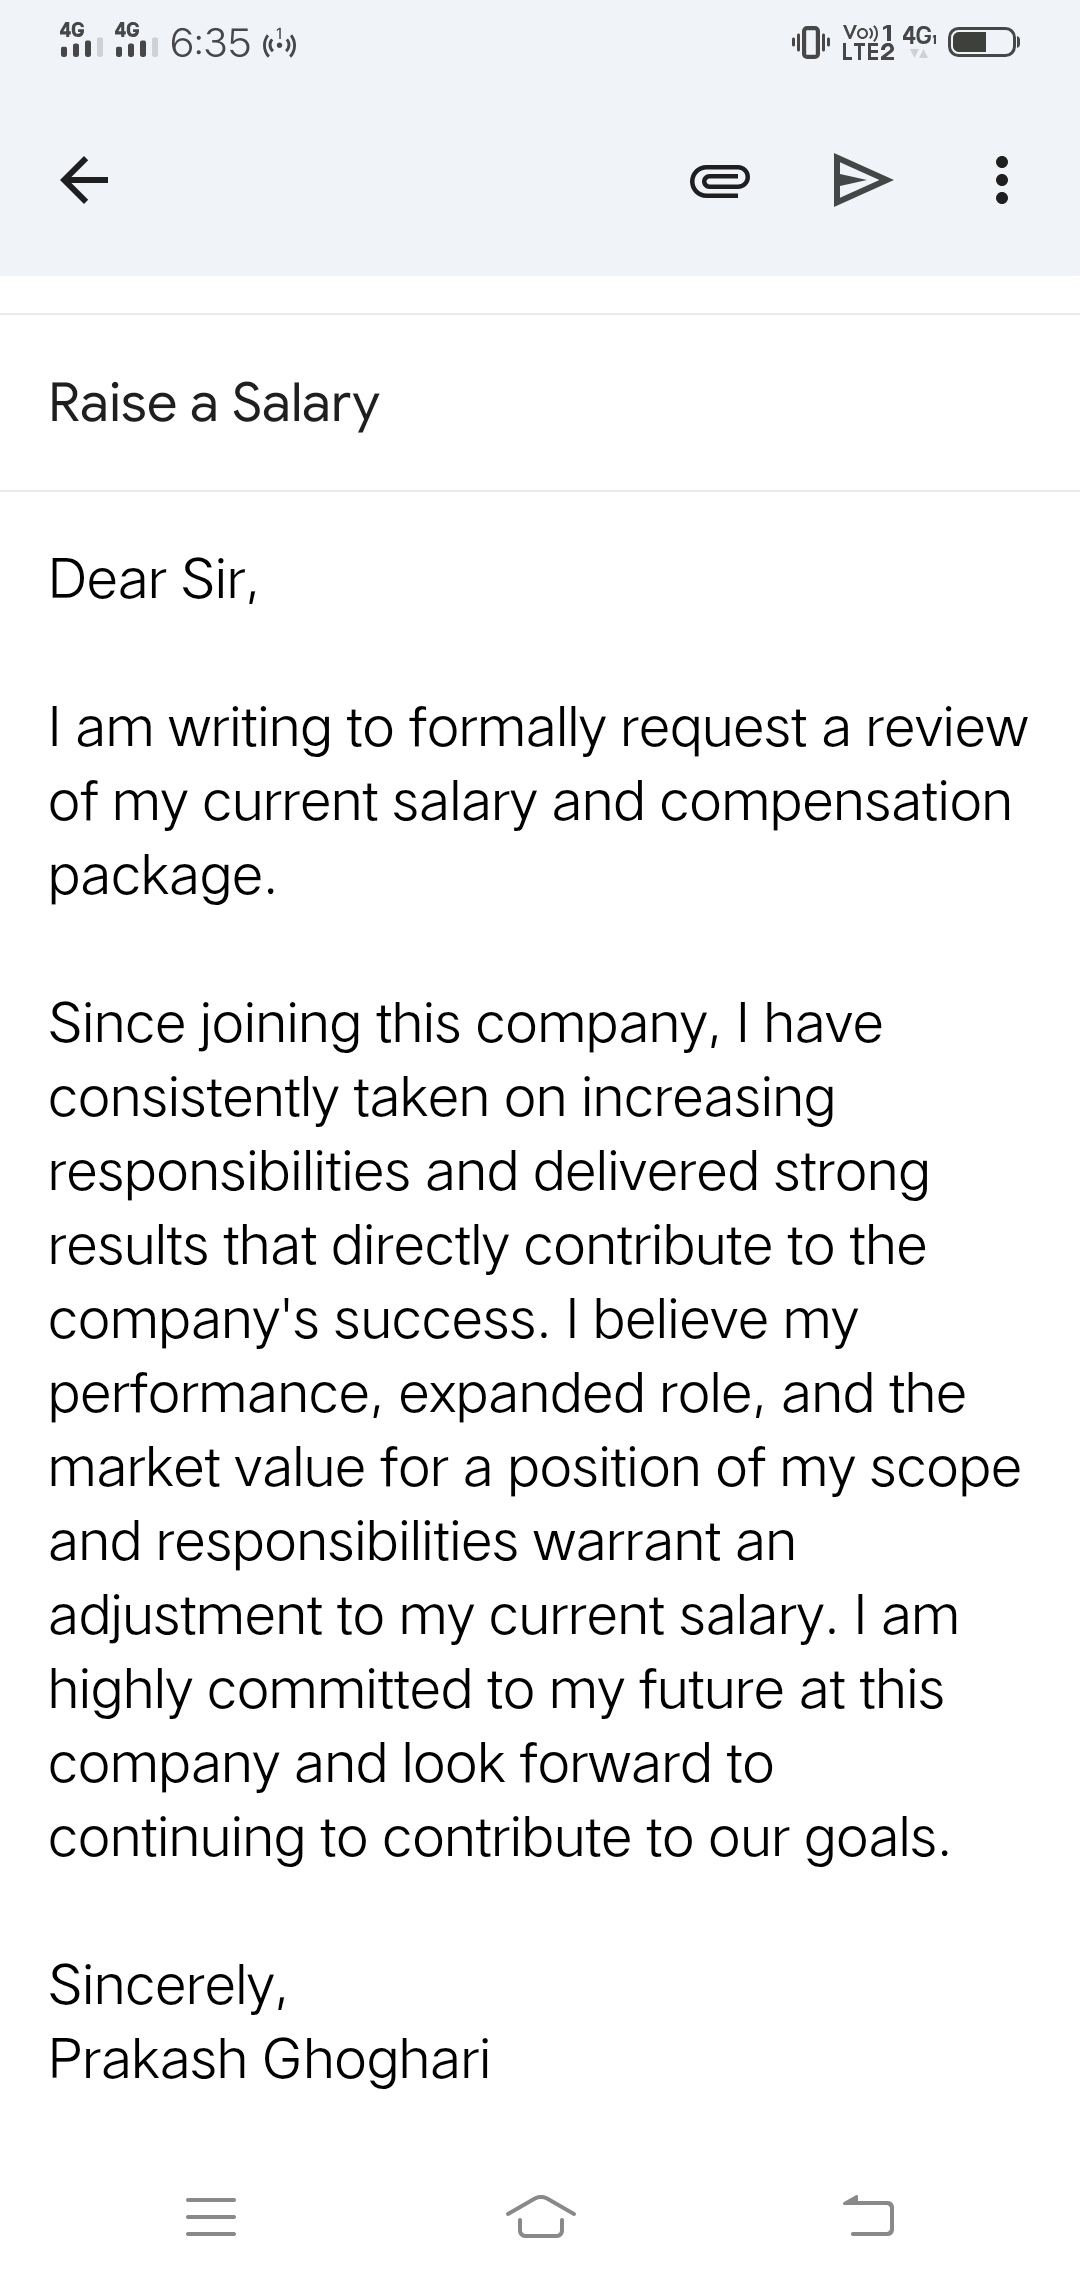 4G 4G 6:35 1 Vo)) 1 LTE2 4G1
Raise a Salary
Dear Sir,
I am writing to formally request a review
of my current salary and compensation
package.
Since joining this company, I have
consistently taken on increasing
responsibilities and delivered strong
results that directly contribute to the
company's success. I believe my
performance, expanded role, and the
market value for a position of my scope
and responsibilities warrant an
adjustment to my current salary. I am
highly committed to my future at this
company and look forward to
continuing to contribute to our goals.
Sincerely,
Prakash Ghoghari